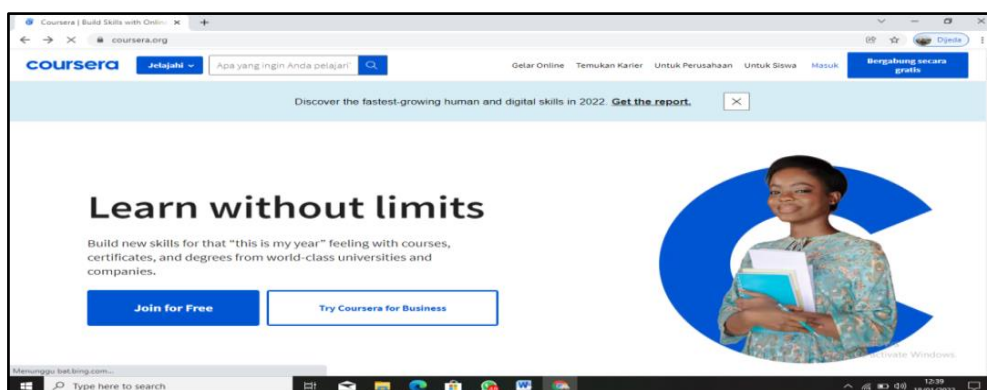 Coursera | Build Skills with Onlin
coursera.org
Dijeda
coursera
Jelajahi
Apa yang ingin Anda pelajari?
Gelar Online Temukan Karier Untuk Perusahaan Untuk Siswa Masuk
Bergabung secara
gratis
Discover the fastest-growing human and digital skills in 2022. Get the report.
Learn without limits
Build new skills for that "this is my year" feeling with courses,
certificates, and degrees from world-class universities and
companies.
Join for Free
Try Coursera for Business
Activate Windows
Menunggu bat.bing.com...
Type here to search
12:39